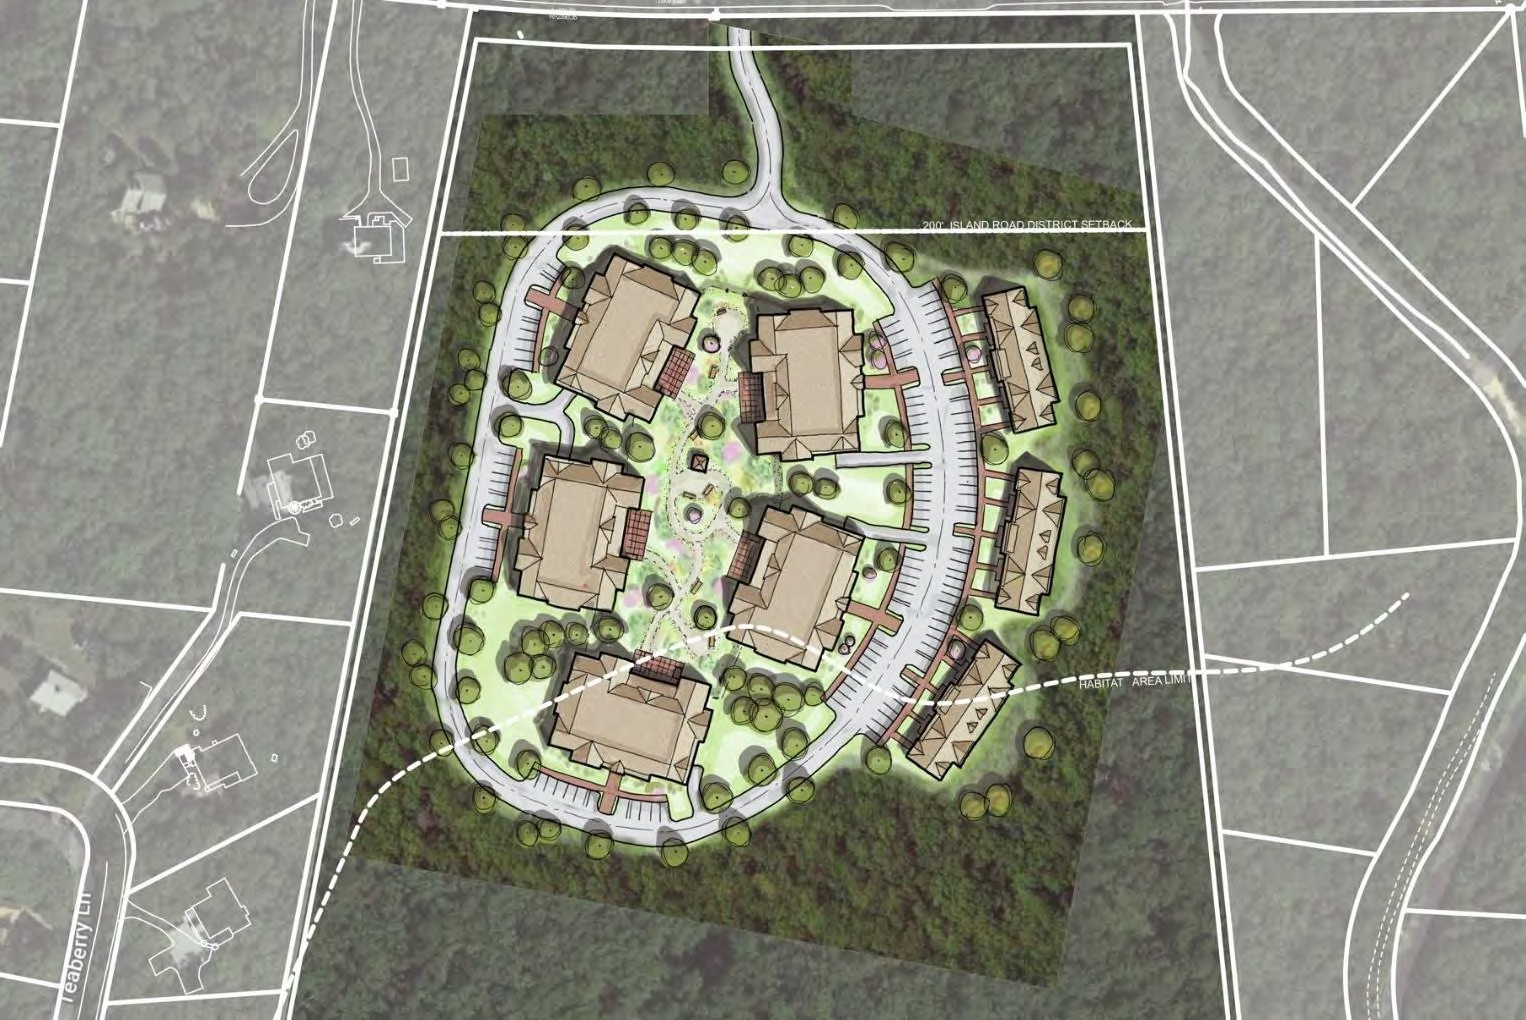 200' ISLAND ROAD DISTRICT SETBACK
HABITAT AREA LIMIT
Teaberry Ln